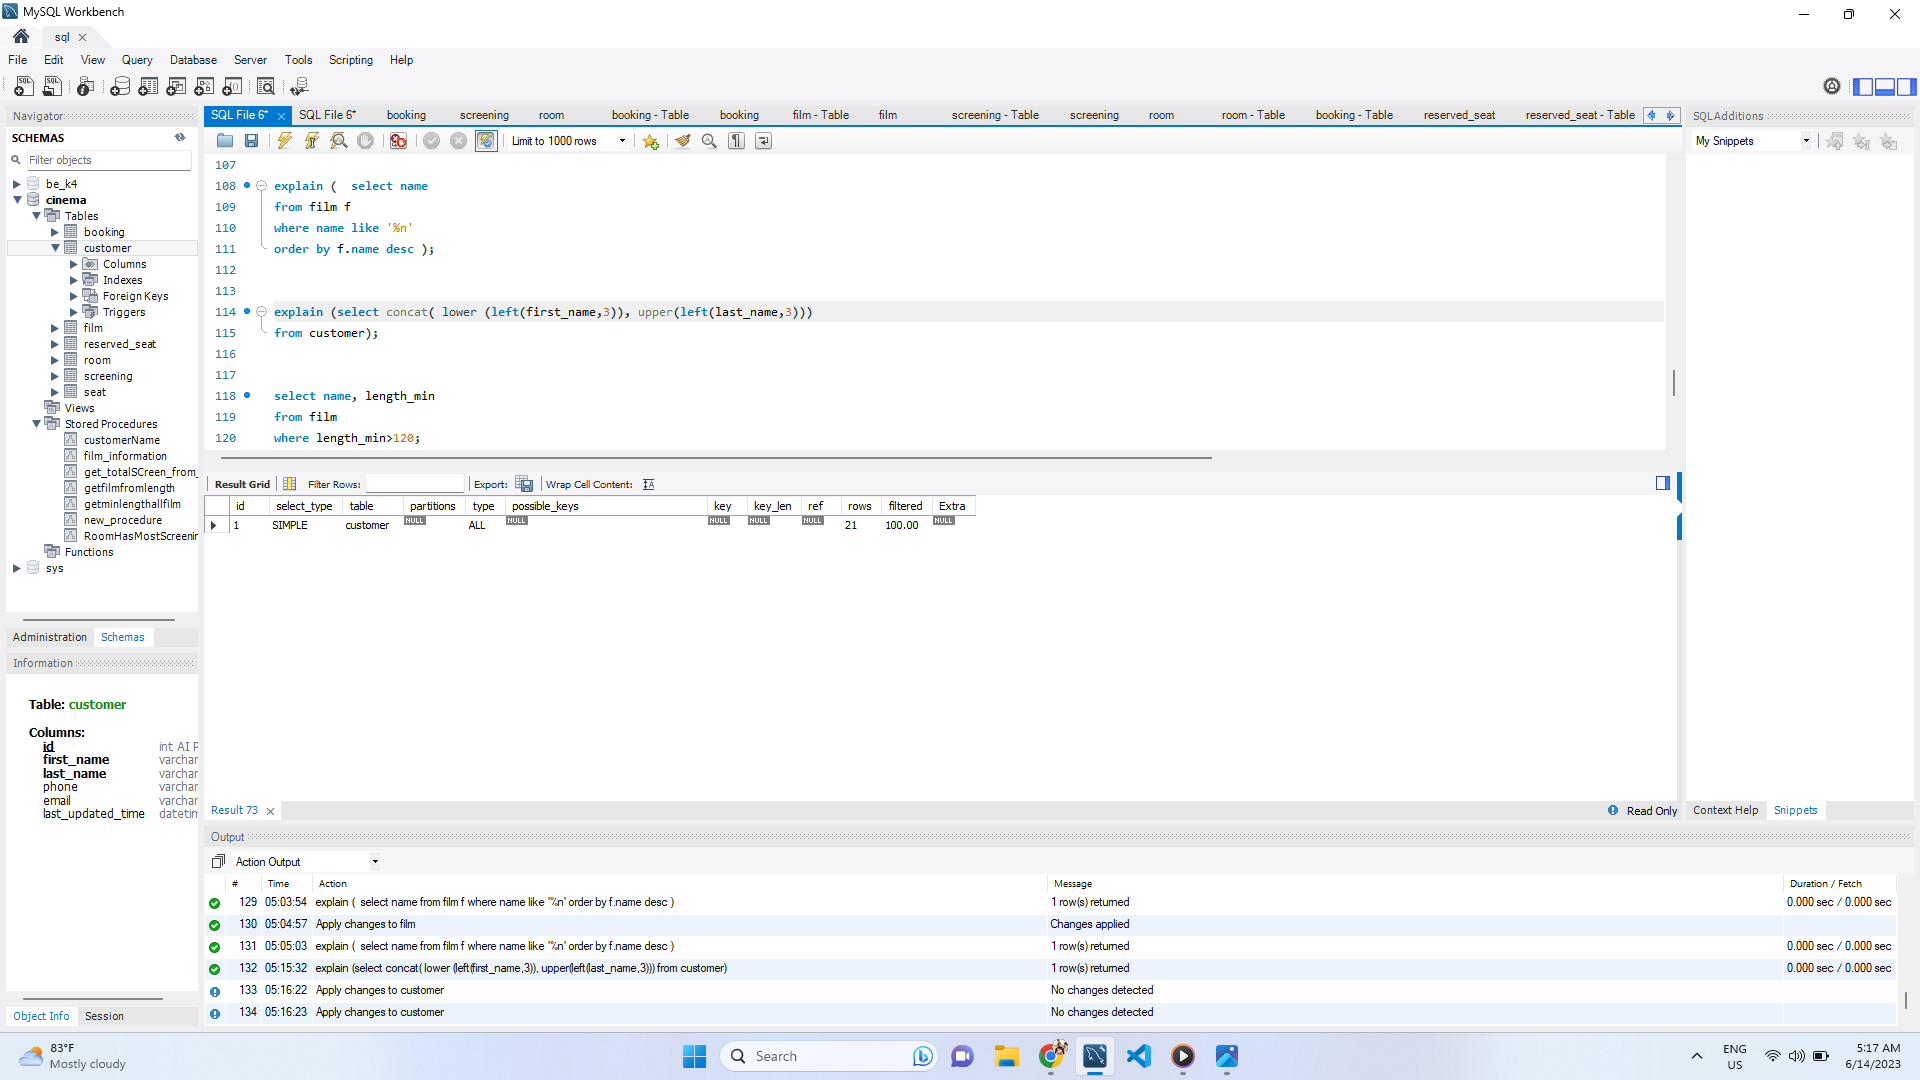 MySQL Workbench
sql
File Edit View Query Database Server Tools Scripting Help
Navigator
SCHEMAS
Filter objects
be_k4
cinema
Tables
booking
customer
Columns
Indexes
Foreign Keys
Triggers
film
reserved_seat
room
screening
seat
Views
Stored Procedures
customerName
film_information
get_totalSCreen_from_
getfilmfromlength
getminlengthallfilm
new_procedure
RoomHasMostScreenin
Functions
sys
Administration Schemas
Information
Table: customer
Columns:
id int AI P
first_name varchar
last_name varchar
phone varchar
email varchar
last_updated_time datetim
Object Info Session
SQL File 6* SQL File 6* booking screening room booking - Table booking film - Table film screening - Table screening room room - Table booking - Table reserved_seat reserved_seat - Table
Limit to 1000 rows
107
108 explain ( select name
109 from film f
110 where name like '%n'
111 order by f.name desc );
112
113
114 explain (select concat( lower (left(first_name,3)), upper(left(last_name,3)))
115 from customer);
116
117
118 select name, length_min
119 from film
120 where length_min>120;
Result Grid Filter Rows: Export: Wrap Cell Content:
id select_type table partitions type possible_keys key key_len ref rows filtered Extra
1 SIMPLE customer NULL ALL NULL NULL NULL NULL 21 100.00 NULL
Result 73
Read Only
SQLAdditions
My Snippets
Context Help Snippets
Output
Action Output
# Time Action Message Duration / Fetch
129 05:03:54 explain ( select name from film f where name like '%n' order by f.name desc ) 1 row(s) returned 0.000 sec / 0.000 sec
130 05:04:57 Apply changes to film Changes applied
131 05:05:03 explain ( select name from film f where name like '%n' order by f.name desc ) 1 row(s) returned 0.000 sec / 0.000 sec
132 05:15:32 explain (select concat( lower (left(first_name,3)), upper(left(last_name,3))) from customer) 1 row(s) returned 0.000 sec / 0.000 sec
133 05:16:22 Apply changes to customer No changes detected
134 05:16:23 Apply changes to customer No changes detected
83°F
Mostly cloudy
Search
ENG
US
5:17 AM
6/14/2023